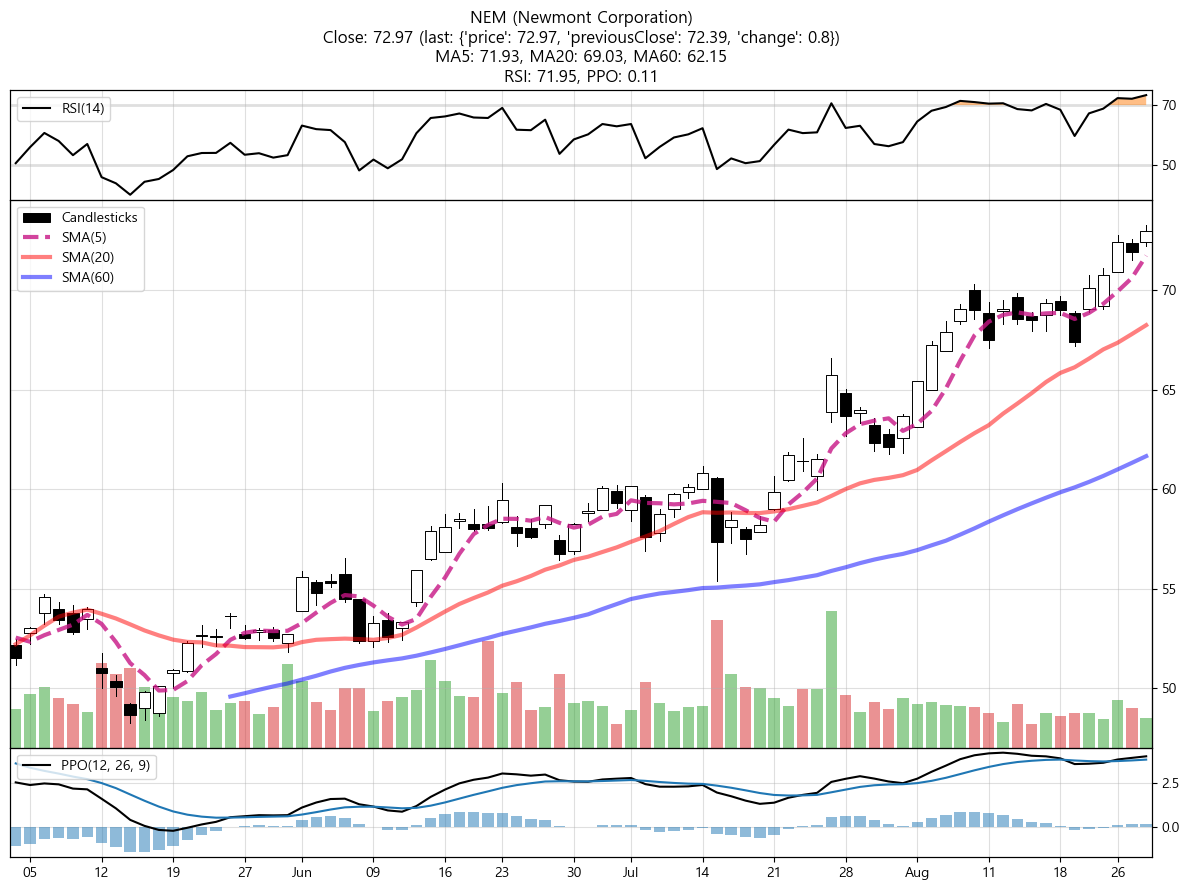 NEM (Newmont Corporation)
Close: 72.97 (last: {'price': 72.97, 'previousClose': 72.39, 'change': 0.8})
MA5: 71.93, MA20: 69.03, MA60: 62.15
RSI: 71.95, PPO: 0.11
RSI(14)
70
50
Candlesticks
SMA(5)
SMA(20)
SMA(60)
70
65
60
55
50
PPO(12, 26, 9)
2.5
0.0
05 12 19 27 Jun 09 16 23 30 Jul 14 21 28 Aug 11 18 26